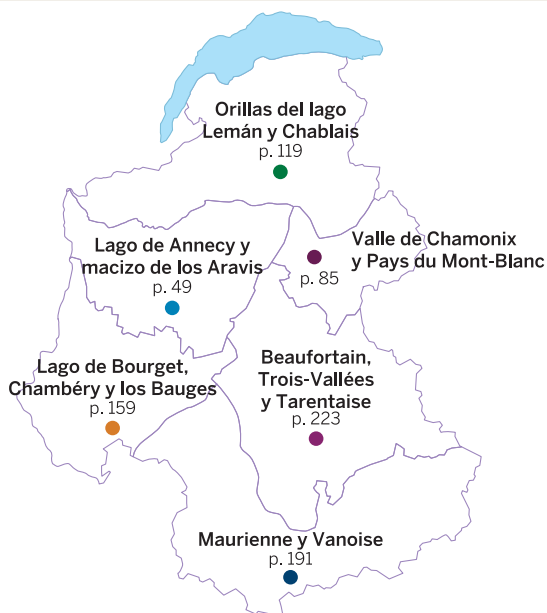 Orillas del lago
Lemán y Chablais
p. 119
Valle de Chamonix
y Pays du Mont-Blanc
p. 85
Lago de Annecy y
macizo de los Aravis
p. 49
Lago de Bourget,
Chambéry y los Bauges
p. 159
Beaufortain,
Trois-Vallées
y Tarentaise
p. 223
Maurienne y Vanoise
p. 191